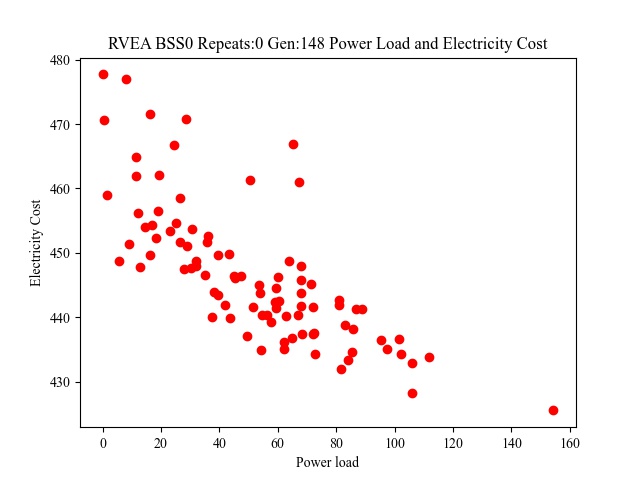 RVEA BSS0 Repeats:0 Gen:148 Power Load and Electricity Cost
480
470
460
450
440
430
Electricity Cost
0 20 40 60 80 100 120 140 160
Power load